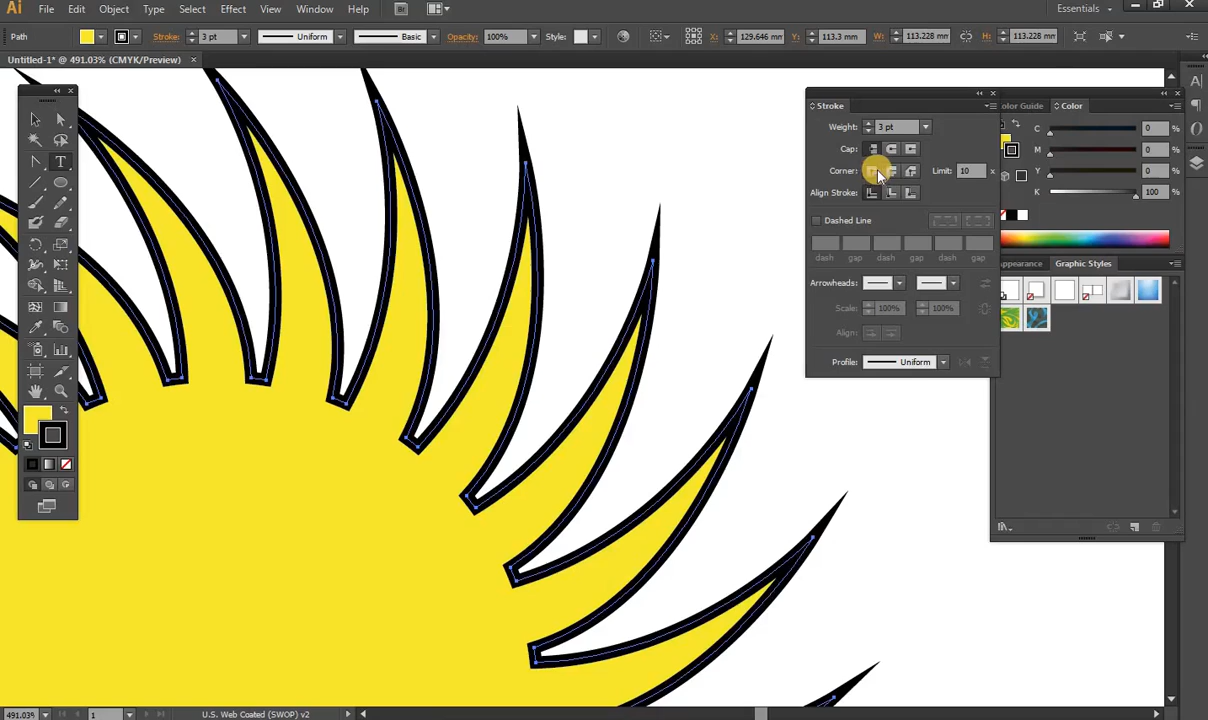 Ai File Edit Object Type Select Effect View Window Help Br Essentials
Path Stroke: 3 pt Uniform Basic Opacity: 100% Style: X: 129.646 mm Y: 113.3 mm W: 113.228 mm H: 113.228 mm
Untitled-1* @ 491.03% (CMYK/Preview)
Stroke
Color Guide Color
Weight: 3 pt
C 0 %
Cap:
M 0 %
Corner: Limit: 10 x
Y 0 %
Align Stroke:
K 100 %
Dashed Line
dash gap dash gap dash gap
Appearance Graphic Styles
Arrowheads:
Scale: 100% 100%
Align:
Profile: Uniform
491.03% 1 U.S. Web Coated (SWOP) v2